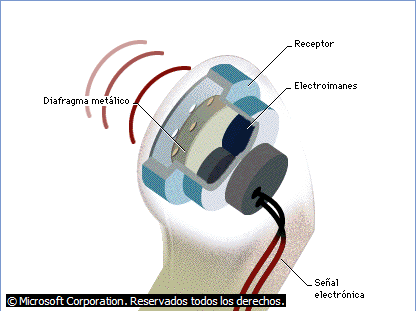 Receptor
Electroimanes
Diafragma metálico
Señal
electrónica
© Microsoft Corporation. Reservados todos los derechos.